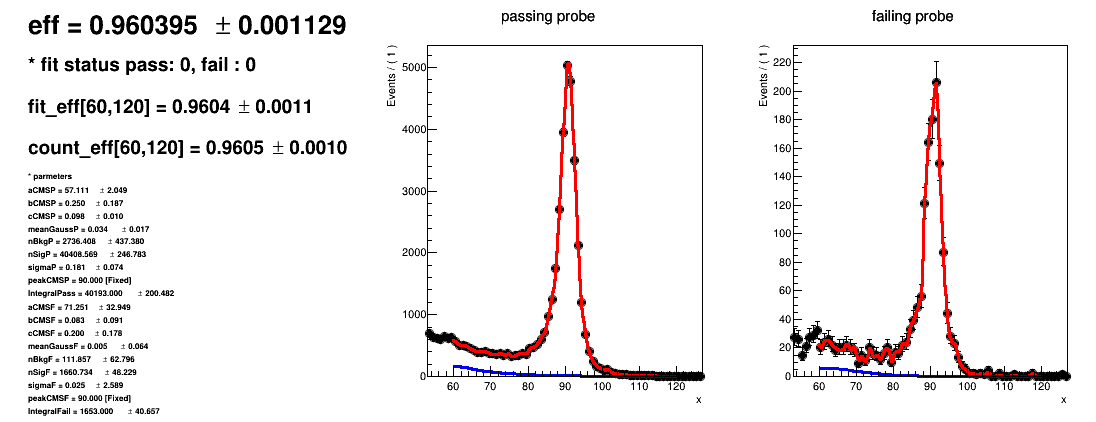 eff = 0.960395 ± 0.001129
* fit status pass: 0, fail : 0
fit_eff[60,120] = 0.9604 ± 0.0011
count_eff[60,120] = 0.9605 ± 0.0010
* parmeters
aCMSP = 57.111 ± 2.049
bCMSP = 0.250 ± 0.187
cCMSP = 0.098 ± 0.010
meanGaussP = 0.034 ± 0.017
nBkgP = 2736.408 ± 437.380
nSigP = 40408.569 ± 246.783
sigmaP = 0.181 ± 0.074
peakCMSP = 90.000 [Fixed]
IntegralPass = 40193.000 ± 200.482
aCMSF = 71.251 ± 32.949
bCMSF = 0.083 ± 0.091
cCMSF = 0.200 ± 0.178
meanGaussF = 0.005 ± 0.064
nBkgF = 111.857 ± 62.796
nSigF = 1660.734 ± 48.229
sigmaF = 0.025 ± 2.589
peakCMSF = 90.000 [Fixed]
IntegralFail = 1653.000 ± 40.657
passing probe
Events / ( 1 )
5000
4000
3000
2000
1000
0
60 70 80 90 100 110 120
x
failing probe
Events / ( 1 )
220
200
180
160
140
120
100
80
60
40
20
0
60 70 80 90 100 110 120
x